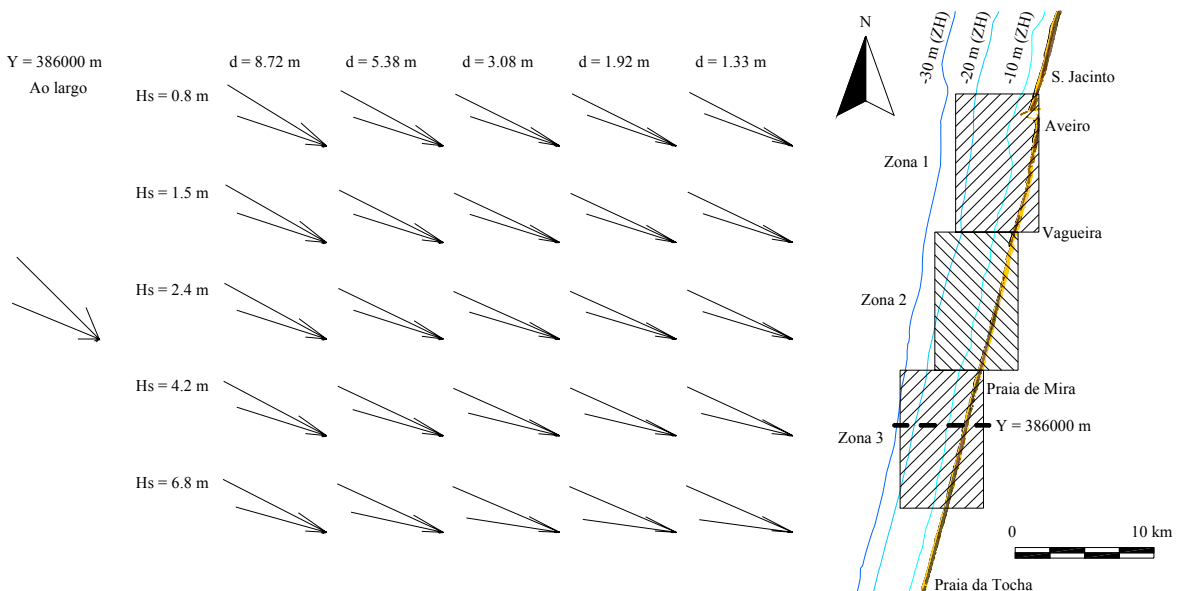 Y = 386000 m
Ao largo
d = 8.72 m
d = 5.38 m
d = 3.08 m
d = 1.92 m
d = 1.33 m
Hs = 0.8 m
Hs = 1.5 m
Hs = 2.4 m
Hs = 4.2 m
Hs = 6.8 m
N
-30 m (ZH)
-20 m (ZH)
-10 m (ZH)
S. Jacinto
Aveiro
Zona 1
Vagueira
Zona 2
Praia de Mira
Zona 3
Y = 386000 m
0
10 km
Praia da Tocha